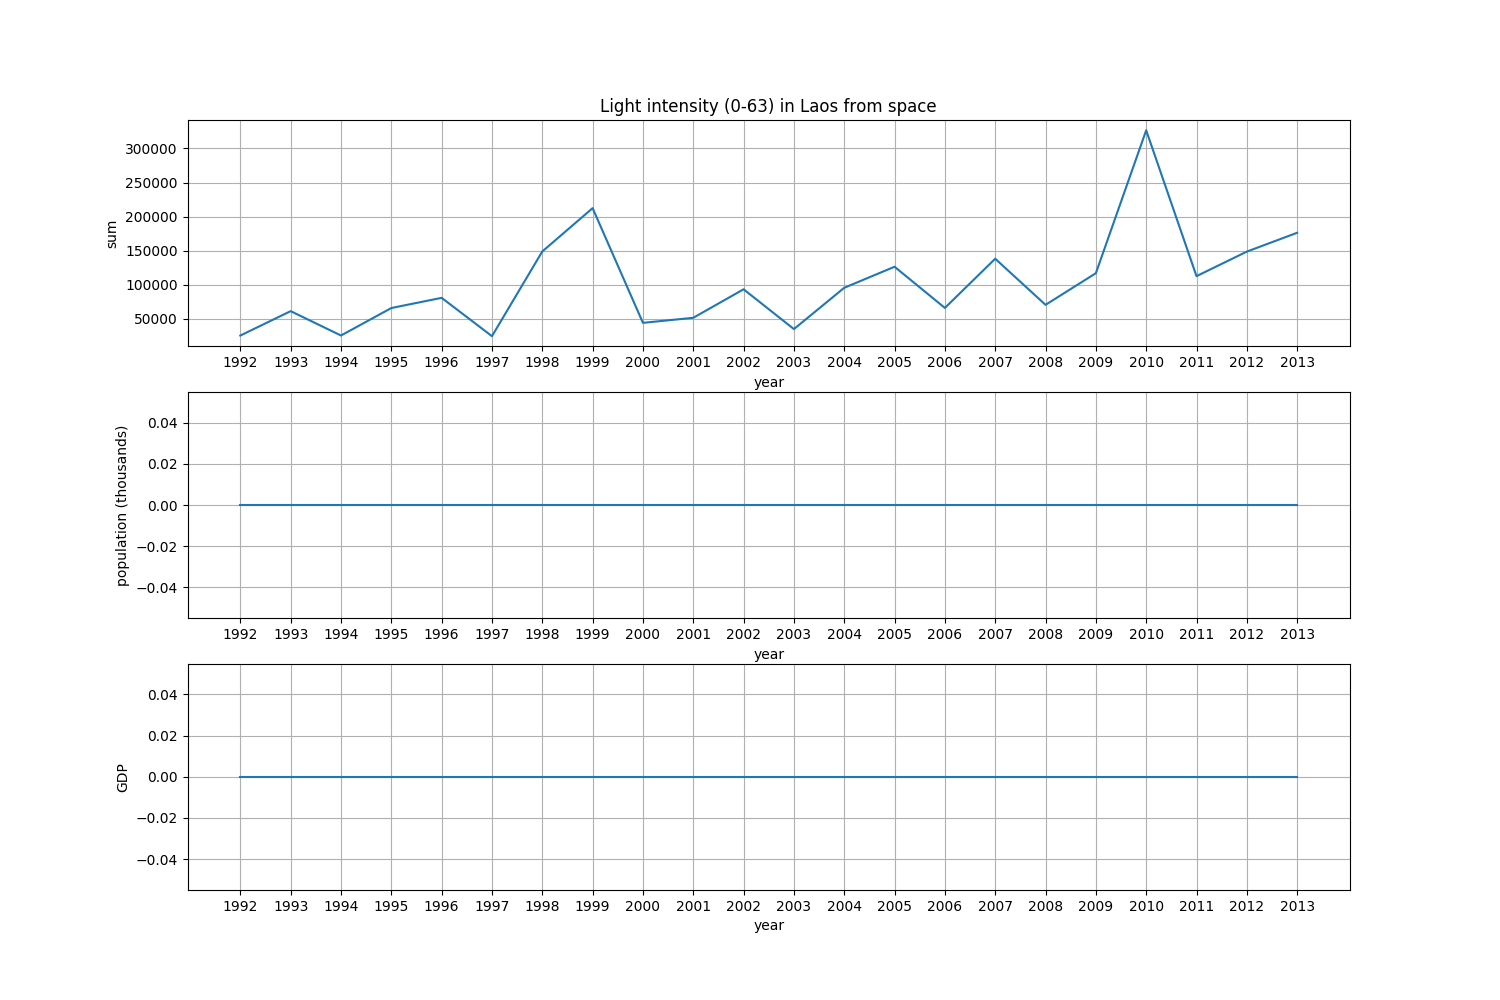 Light intensity (0-63) in Laos from space
300000
250000
200000
150000
100000
50000
sum
1992 1993 1994 1995 1996 1997 1998 1999 2000 2001 2002 2003 2004 2005 2006 2007 2008 2009 2010 2011 2012 2013
year
0.04
0.02
0.00
−0.02
−0.04
population (thousands)
1992 1993 1994 1995 1996 1997 1998 1999 2000 2001 2002 2003 2004 2005 2006 2007 2008 2009 2010 2011 2012 2013
year
0.04
0.02
0.00
−0.02
−0.04
GDP
1992 1993 1994 1995 1996 1997 1998 1999 2000 2001 2002 2003 2004 2005 2006 2007 2008 2009 2010 2011 2012 2013
year